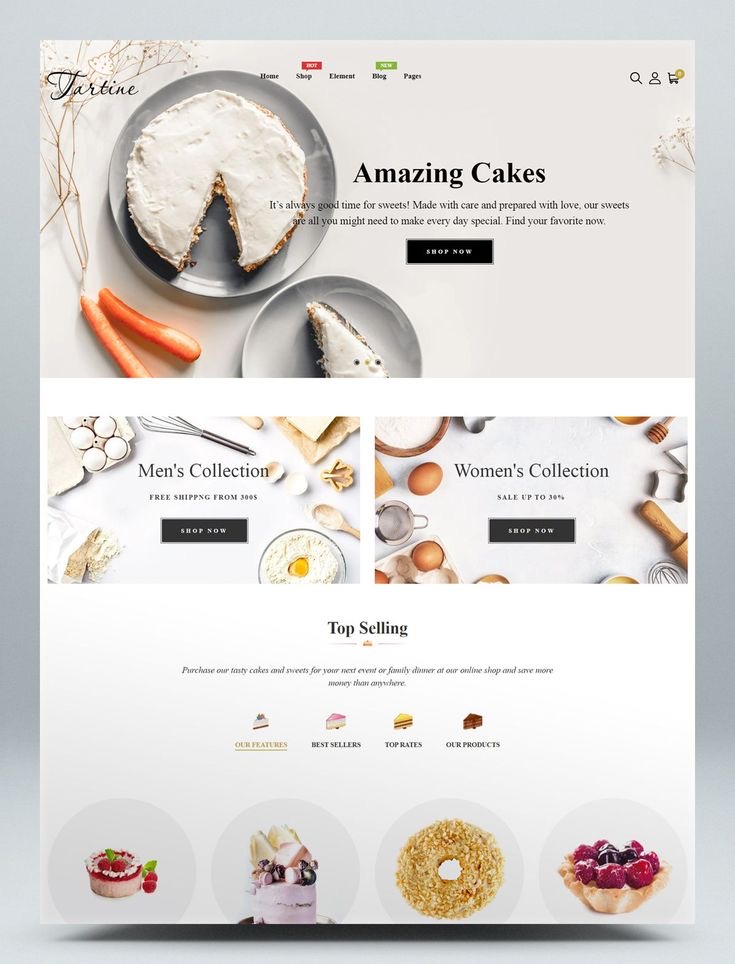 Tartine
HOT
NEW
Home Shop Element Blog Pages
0
Amazing Cakes
It's always good time for sweets! Made with care and prepared with love, our sweets
are all you might need to make every day special. Find your favorite now.
SHOP NOW
Men's Collection
FREE SHIPPNG FROM 300$
SHOP NOW
Women's Collection
SALE UP TO 30%
SHOP NOW
Top Selling
Purchase our tasty cakes and sweets for your next event or family dinner at our online shop and save more
money than anywhere.
OUR FEATURES BEST SELLERS TOP RATES OUR PRODUCTS